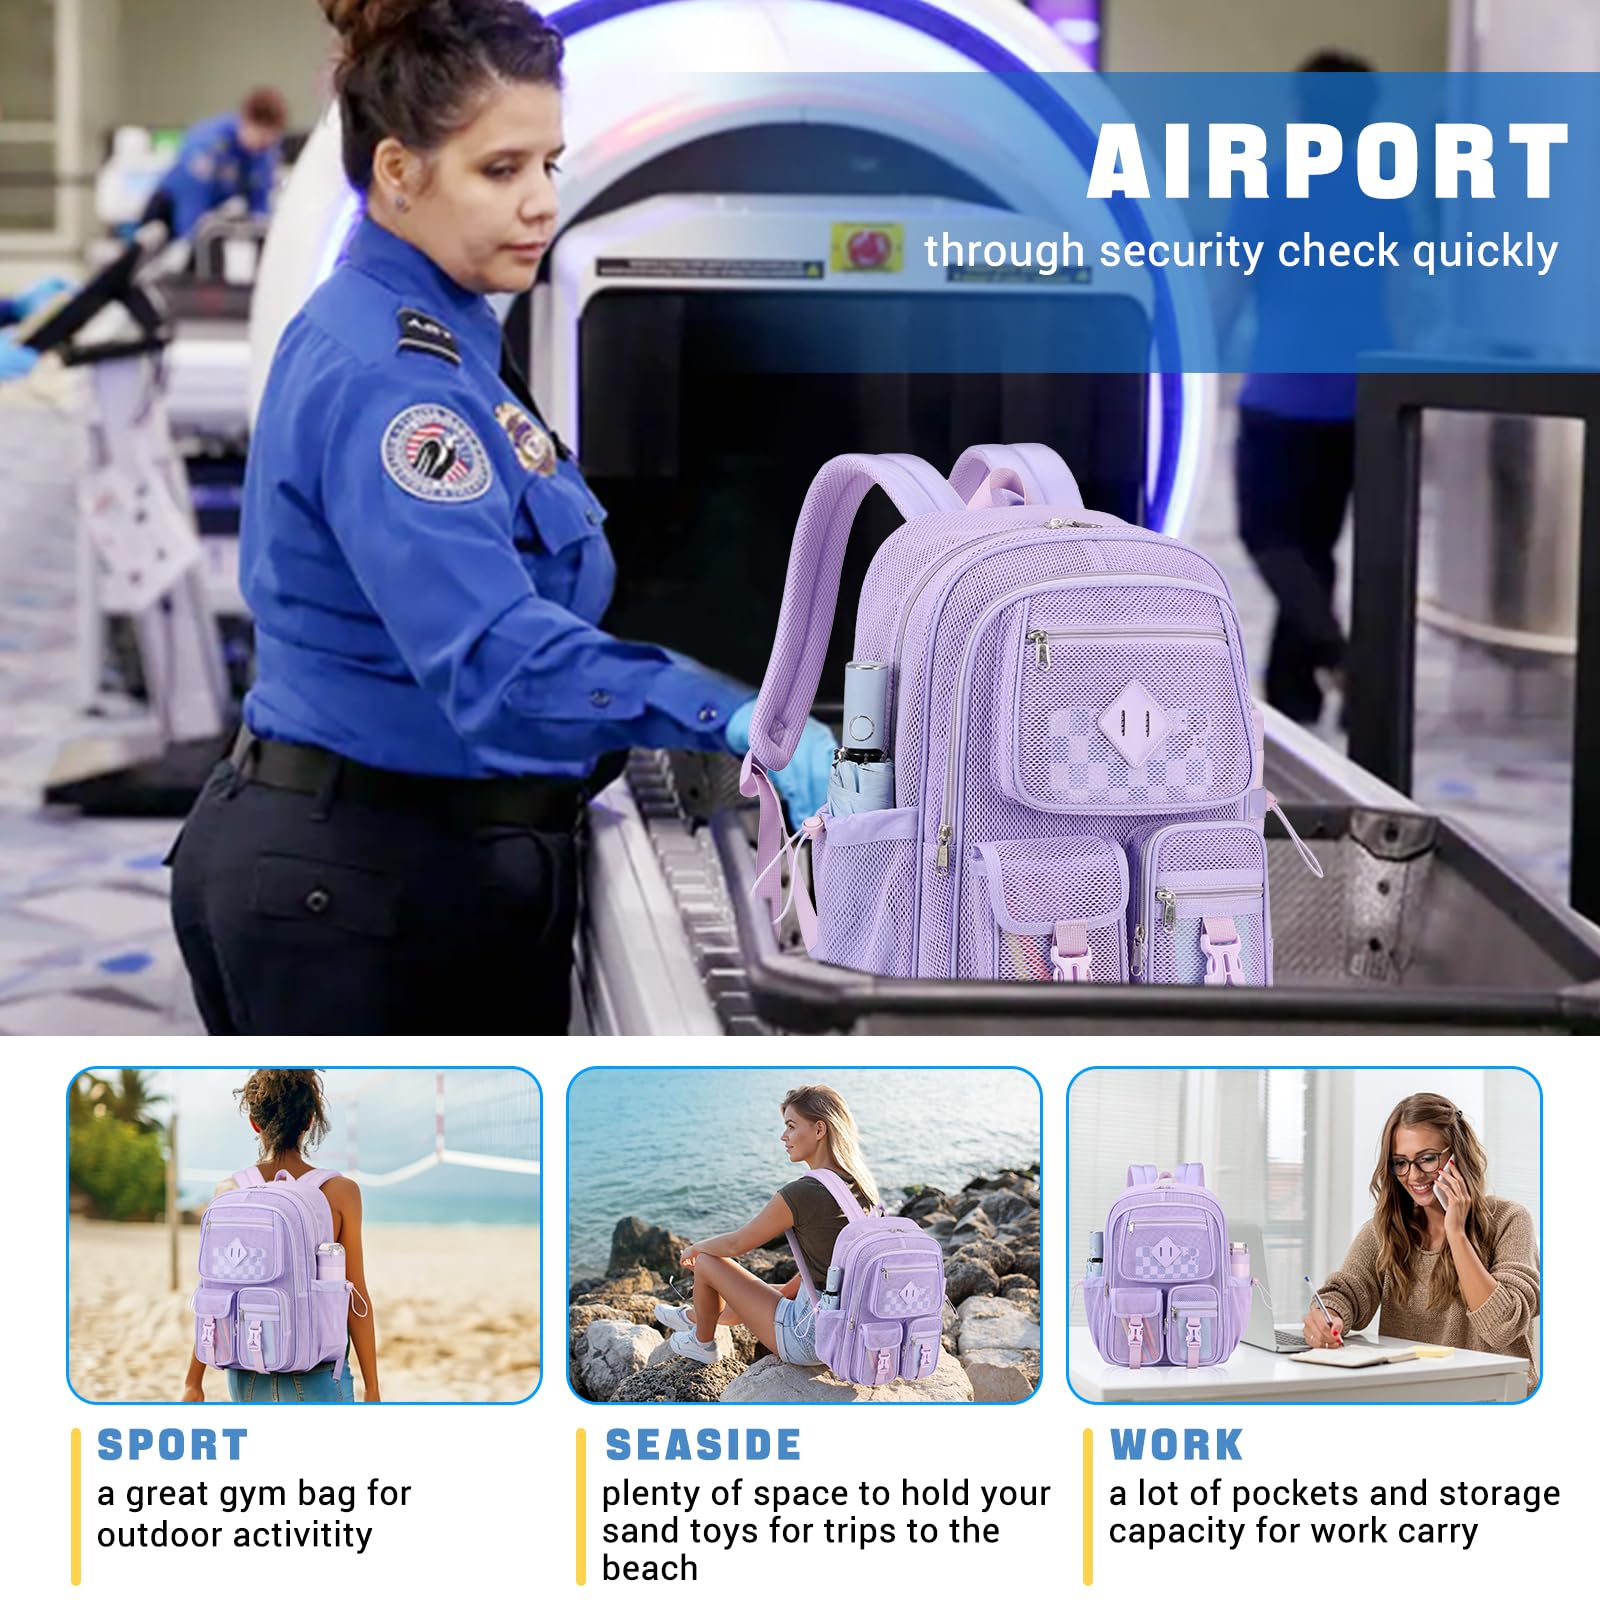 AIRPORT
through security check quickly
SPORT
a great gym bag for
outdoor activitity
SEASIDE
plenty of space to hold your
sand toys for trips to the
beach
WORK
a lot of pockets and storage
capacity for work carry